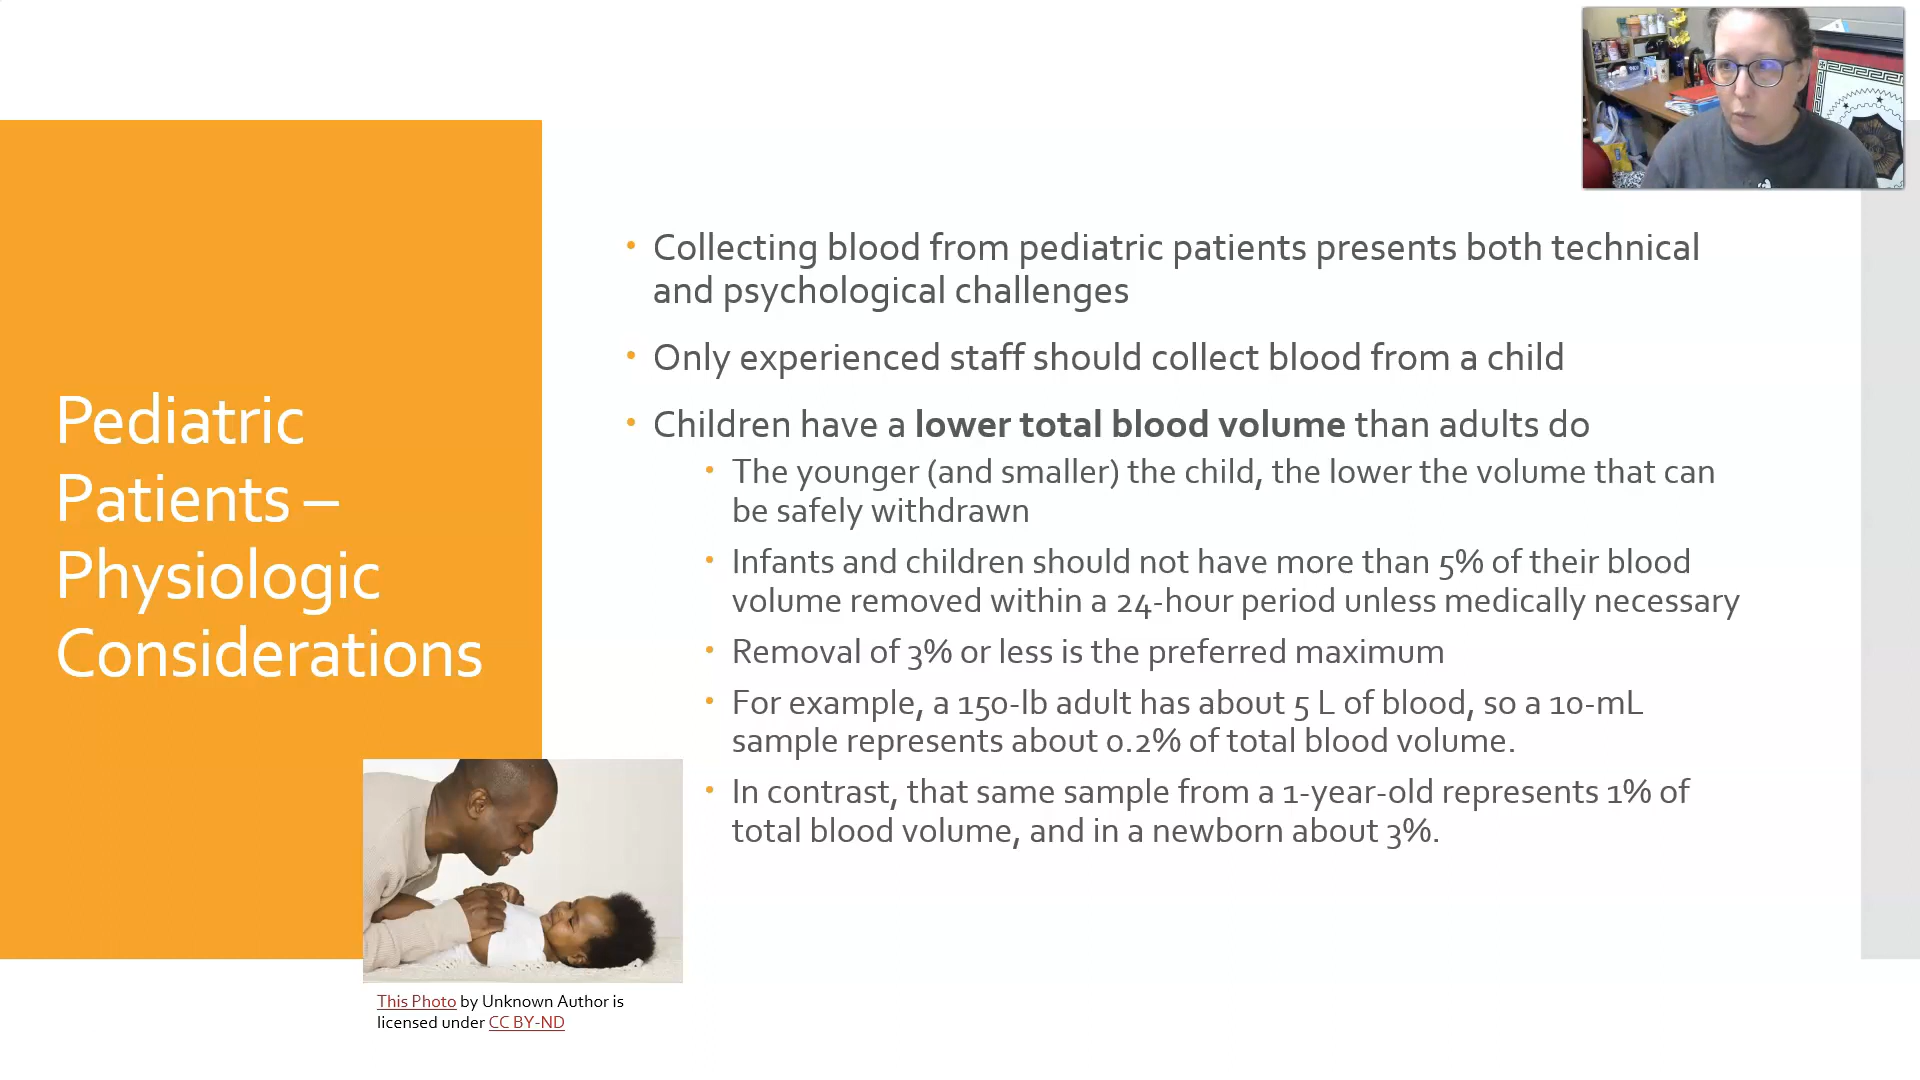 Pediatric
Patients –
Physiologic
Considerations
• Collecting blood from pediatric patients presents both technical
and psychological challenges
• Only experienced staff should collect blood from a child
• Children have a lower total blood volume than adults do
• The younger (and smaller) the child, the lower the volume that can
be safely withdrawn
• Infants and children should not have more than 5% of their blood
volume removed within a 24-hour period unless medically necessary
• Removal of 3% or less is the preferred maximum
• For example, a 150-lb adult has about 5 L of blood, so a 10-mL
sample represents about 0.2% of total blood volume.
• In contrast, that same sample from a 1-year-old represents 1% of
total blood volume, and in a newborn about 3%.
This Photo by Unknown Author is
licensed under CC BY-ND